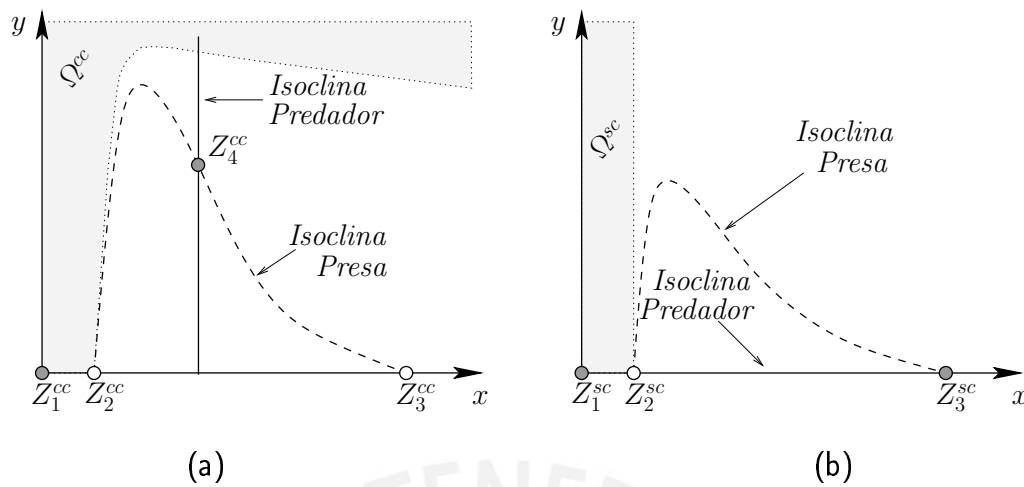 y
Ω^{cc}
Isoclina
Predador
Z_4^{cc}
Isoclina
Presa
Z_1^{cc}
Z_2^{cc}
Z_3^{cc}
x
(a)
y
Ω^{sc}
Isoclina
Presa
Isoclina
Predador
Z_1^{sc}
Z_2^{sc}
Z_3^{sc}
x
(b)
TENE